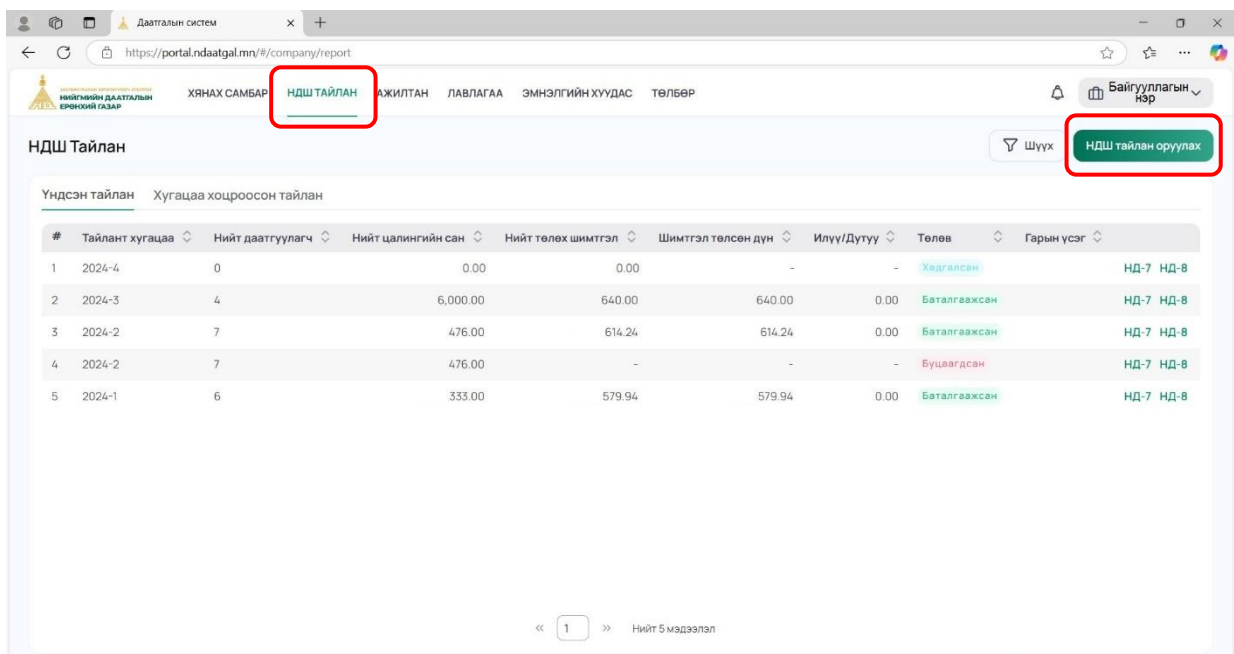 Даатгалын систем
https://portal.ndaatgal.mn/#/company/report
НИЙГМИЙН ДААТГАЛЫН
ЕРӨНХИЙ ГАЗАР
ХЯНАХ САМБАР НДШ ТАЙЛАН АЖИЛТАН ЛАВЛАГАА ЭМНЭЛГИЙН ХУУДАС ТӨЛБӨР
Байгууллагын
нэр
НДШ Тайлан
Шүүх
НДШ тайлан оруулах
Үндсэн тайлан Хугацаа хоцроосон тайлан
# Тайлант хугацаа Нийт даатгуулагч Нийт цалингийн сан Нийт төлөх шимтгэл Шимтгэл төлсөн дүн Илүү/Дутуу Төлөв Гарын үсэг
1 2024-4 0 0.00 0.00 - - Хадгалсан НД-7 НД-8
2 2024-3 4 6,000.00 640.00 640.00 0.00 Баталгаажсан НД-7 НД-8
3 2024-2 7 476.00 614.24 614.24 0.00 Баталгаажсан НД-7 НД-8
4 2024-2 7 476.00 - - - Буцаагдсан НД-7 НД-8
5 2024-1 6 333.00 579.94 579.94 0.00 Баталгаажсан НД-7 НД-8
« 1 » Нийт 5 мэдээлэл